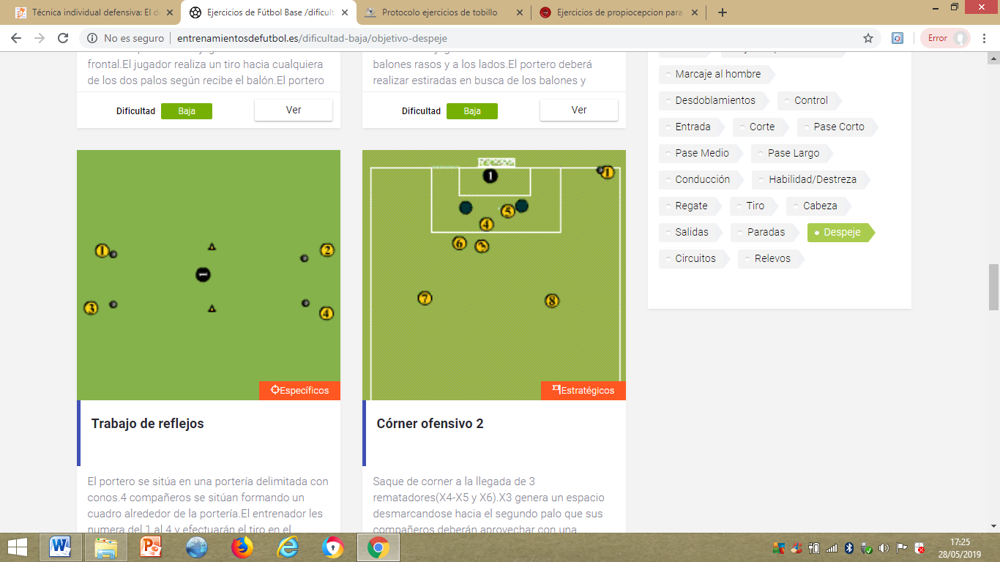 Técnica individual defensiva: El d
Ejercicios de Fútbol Base /dificult
Protocolo ejercicios de tobillo
Ejercicios de propiocepcion para
No es seguro
entrenamientosdefutbol.es/dificultad-baja/objetivo-despeje
Error
frontal.El jugador realiza un tiro hacia cualquiera
de los dos palos según recibe el balón.El portero
Dificultad Baja Ver
balones rasos y a los lados.El portero deberá
realizar estiradas en busca de los balones y
Dificultad Baja Ver
1 2
1
3 4
Específicos
Trabajo de reflejos
El portero se sitúa en una portería delimitada con
conos.4 compañeros se sitúan formando un
cuadro alrededor de la portería.El entrenador les
numera del 1 al 4 y efectuarán el tiro en el
1 1
5
4
6
7 8
Estratégicos
Córner ofensivo 2
Saque de corner a la llegada de 3
rematadores(X4-X5 y X6).X3 genera un espacio
desmarcandose hacia el segundo palo que sus
compañeros deberán aprovechar con una
Marcaje al hombre
Desdoblamientos Control
Entrada Corte Pase Corto
Pase Medio Pase Largo
Conducción Habilidad/Destreza
Regate Tiro Cabeza
Salidas Paradas Despeje
Circuitos Relevos
17:25
28/05/2019